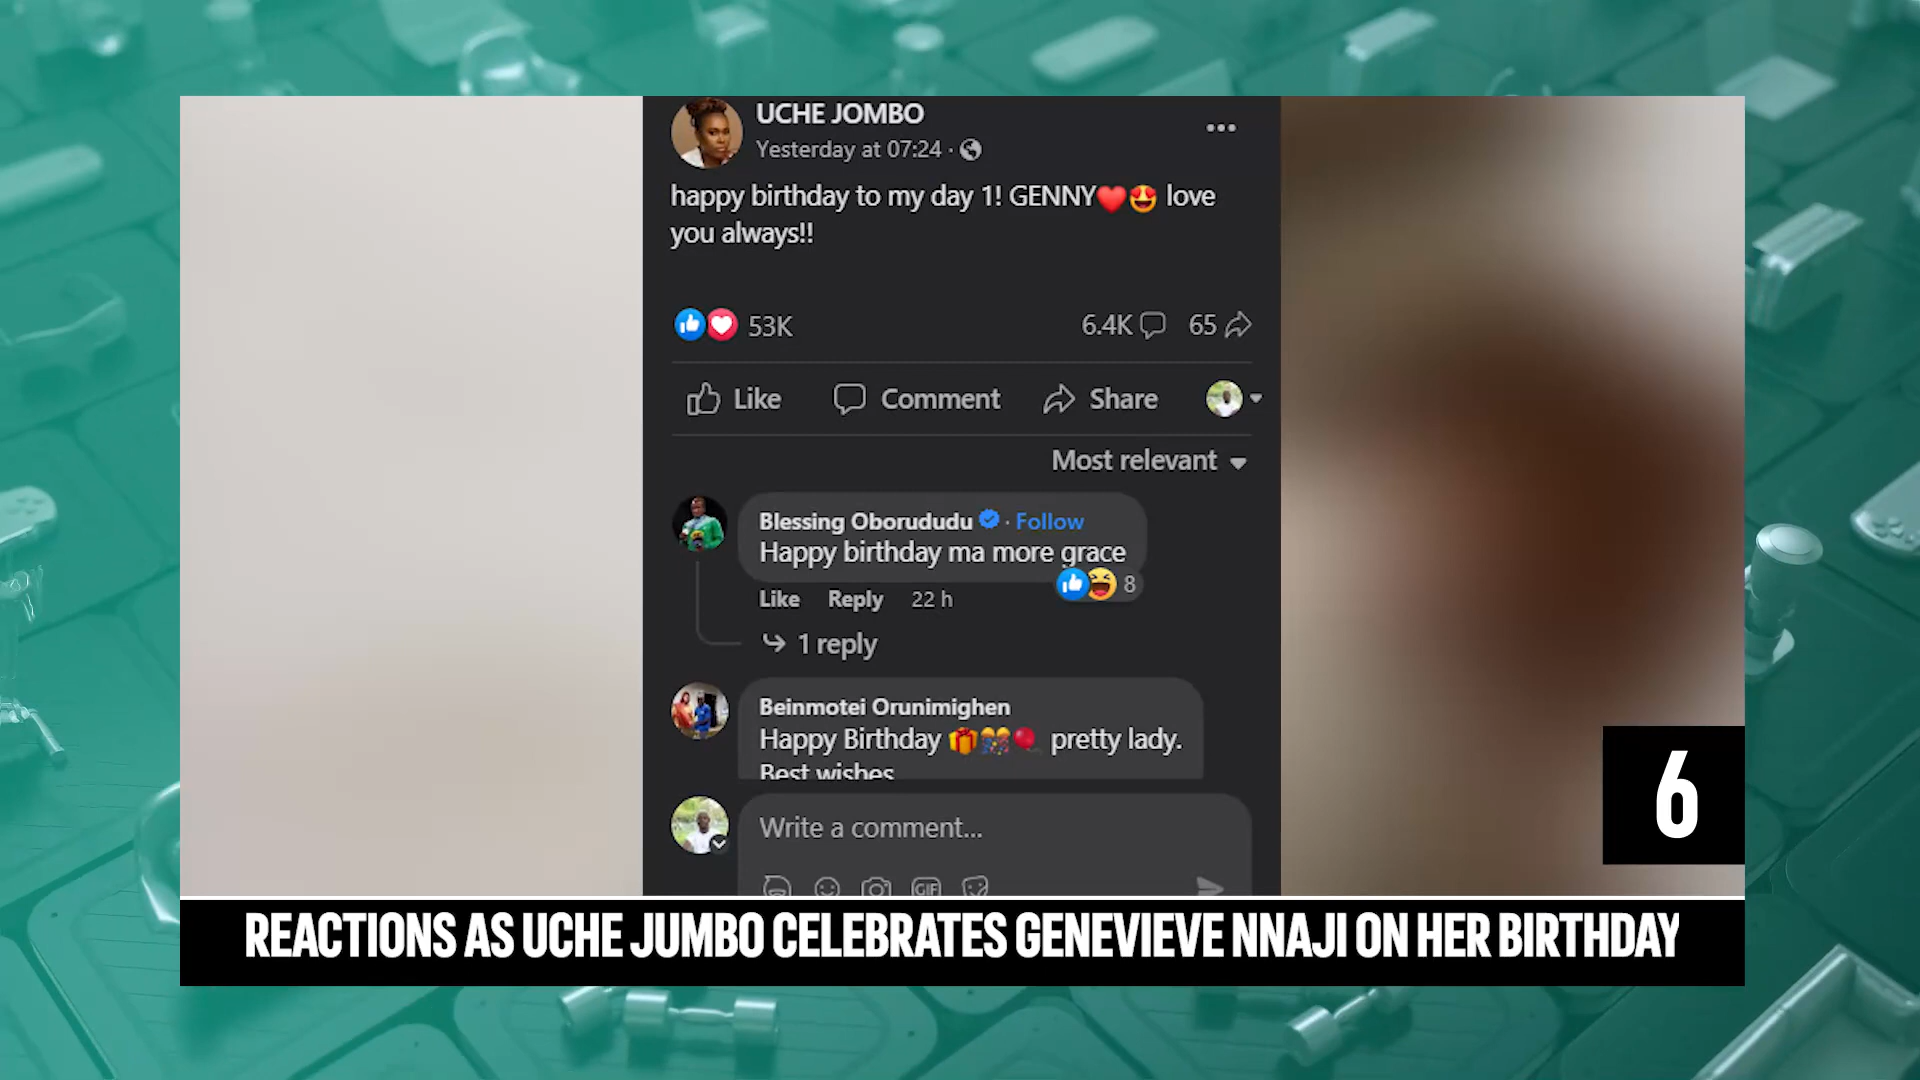 UCHE JOMBO
Yesterday at 07:24 ·
happy birthday to my day 1! GENNY❤️😍 love
you always!!
53K
6.4K
65
Like
Comment
Share
Most relevant
Blessing Oborududu · Follow
Happy birthday ma more grace
8
Like Reply 22 h
1 reply
Beinmotei Orunimighen
Happy Birthday 🎁🎊🎈 pretty lady.
Best wishes
Write a comment...
GIF
6
REACTIONS AS UCHE JUMBO CELEBRATES GENEVIEVE NNAJI ON HER BIRTHDAY